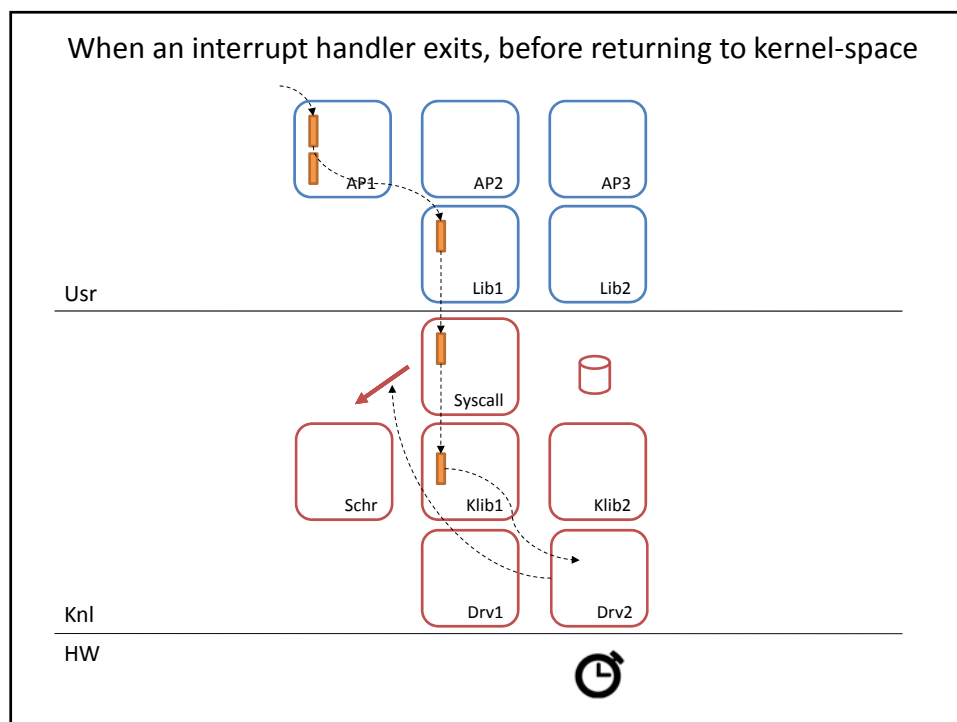 When an interrupt handler exits, before returning to kernel-space
AP1
AP2
AP3
Lib1
Lib2
Usr
Syscall
Schr
Klib1
Klib2
Drv1
Drv2
Knl
HW